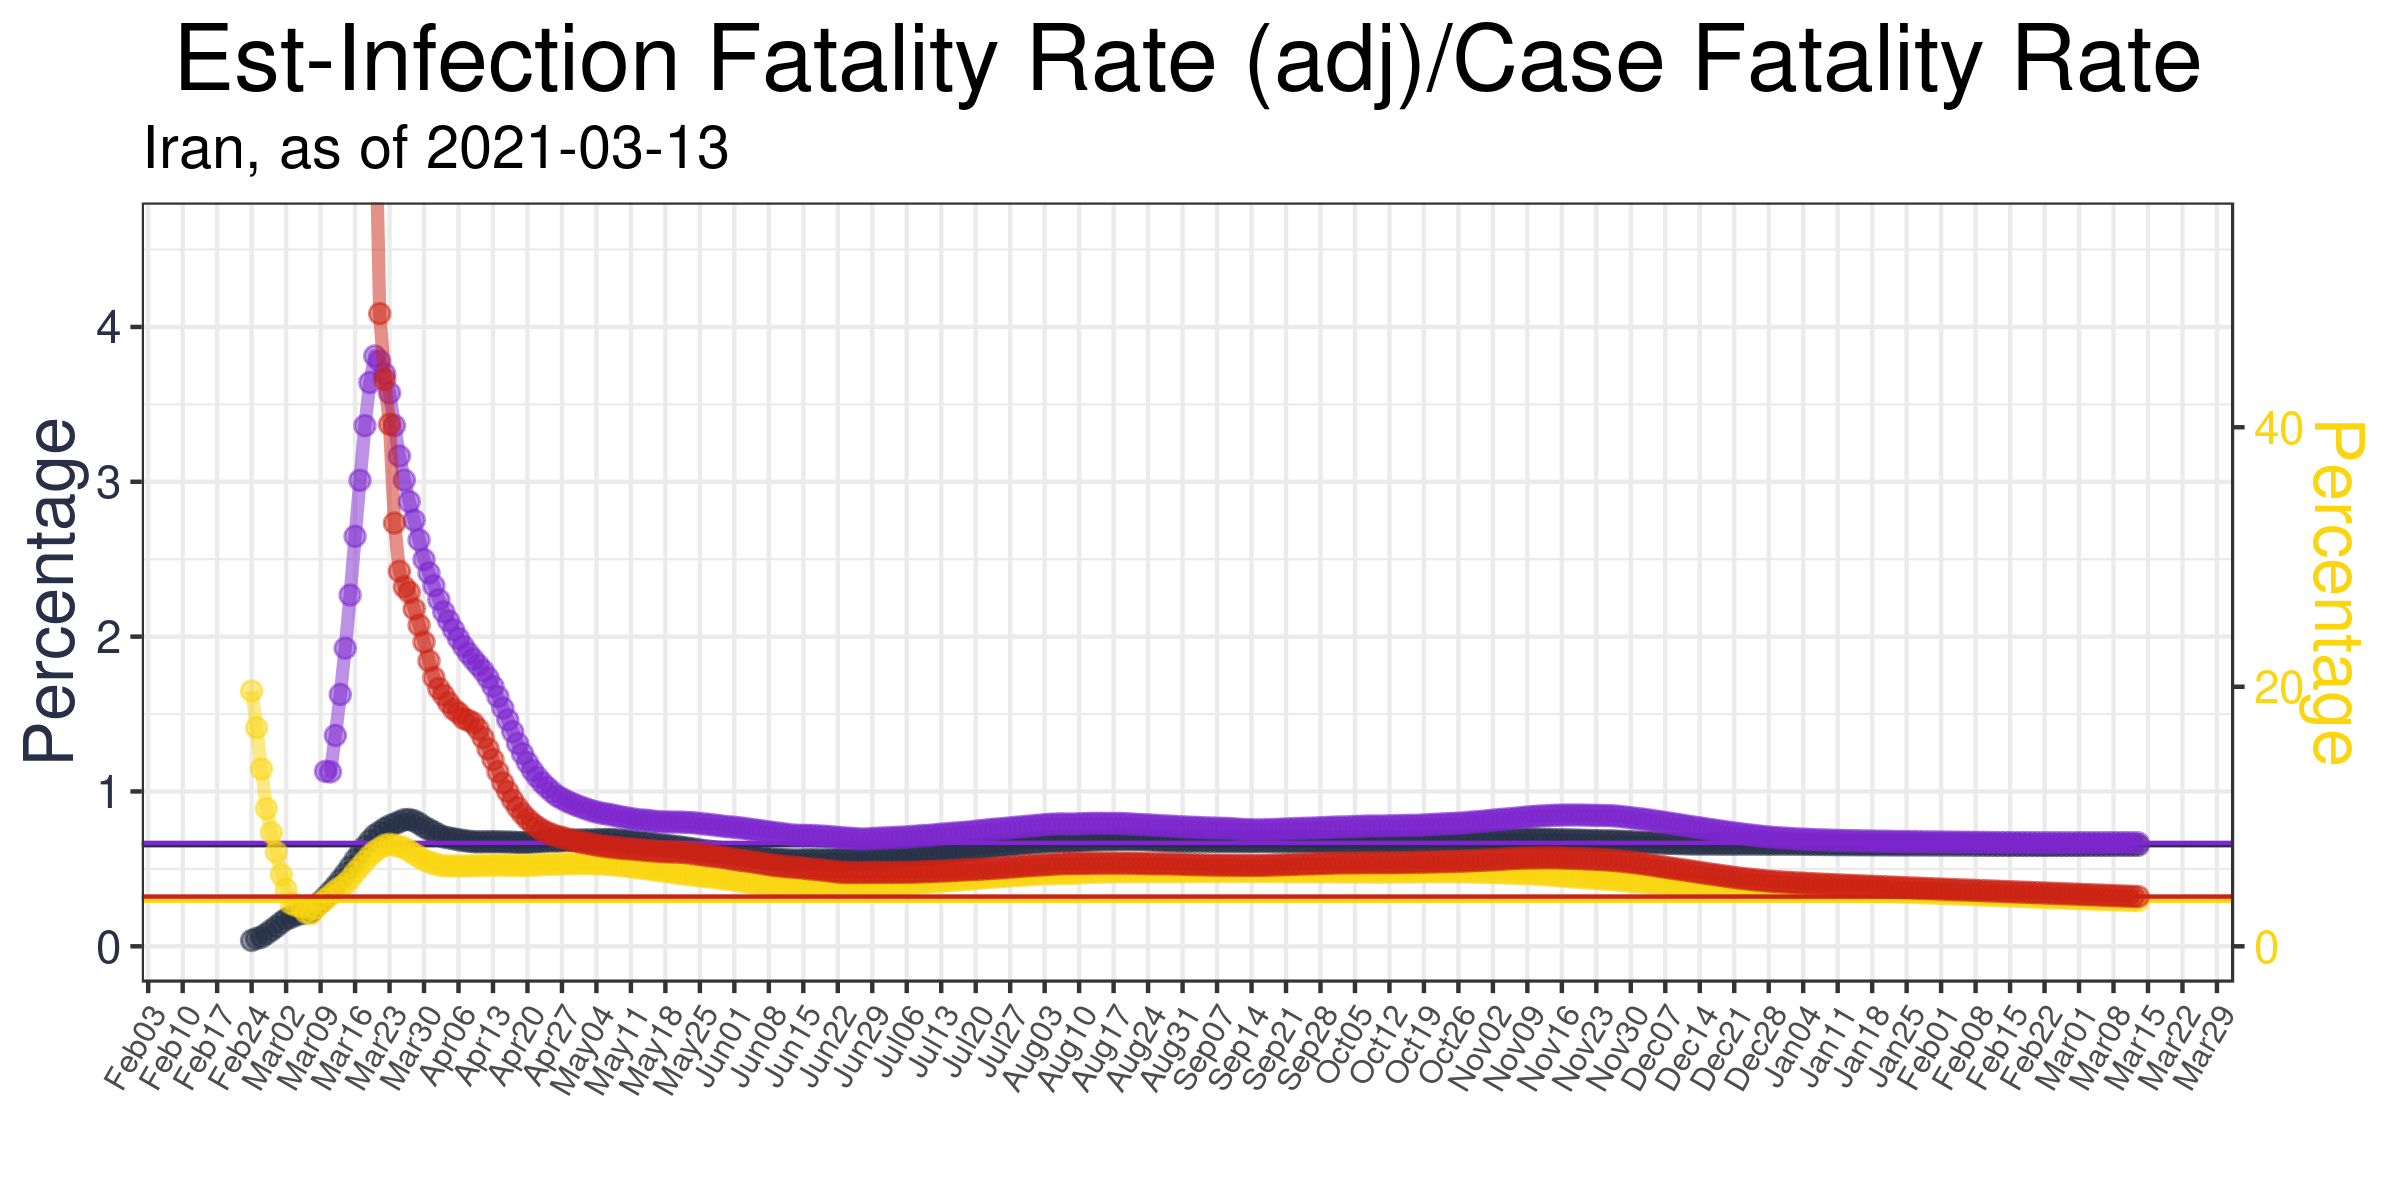 Est-Infection Fatality Rate (adj)/Case Fatality Rate
Iran, as of 2021-03-13
Percentage
4
3
2
1
0
40
20
0
Percentage
Feb03
Feb10
Feb17
Feb24
Mar02
Mar09
Mar16
Mar23
Mar30
Apr06
Apr13
Apr20
Apr27
May04
May11
May18
May25
Jun01
Jun08
Jun15
Jun22
Jun29
Jul06
Jul13
Jul20
Jul27
Aug03
Aug10
Aug17
Aug24
Aug31
Sep07
Sep14
Sep21
Sep28
Oct05
Oct12
Oct19
Oct26
Nov02
Nov09
Nov16
Nov23
Nov30
Dec07
Dec14
Dec21
Dec28
Jan04
Jan11
Jan18
Jan25
Feb01
Feb08
Feb15
Feb22
Mar01
Mar08
Mar15
Mar22
Mar29